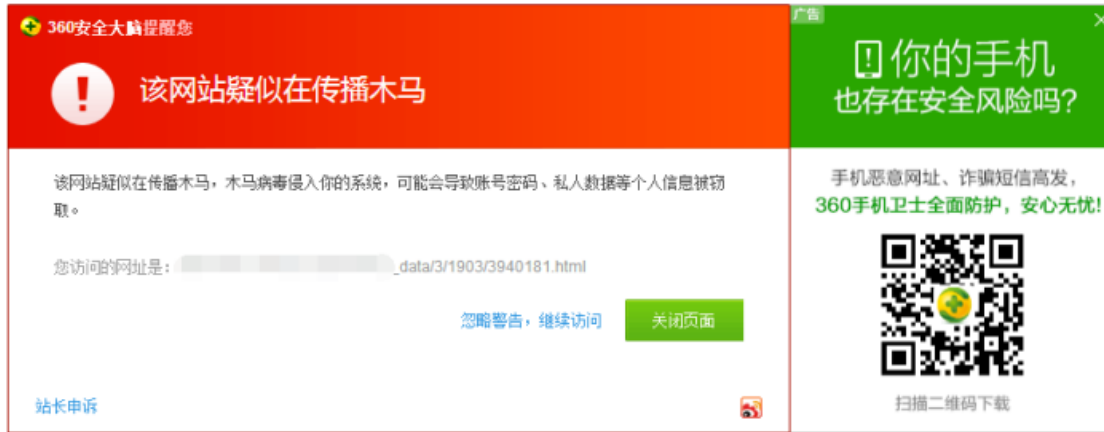 360安全大脑提醒您
该网站疑似在传播木马
该网站疑似在传播木马，木马病毒侵入你的系统，可能会导致账号密码、私人数据等个人信息被窃
取。
您访问的网址是：
_data/3/1903/3940181.html
忽略警告，继续访问
关闭页面
站长申诉
广告
你的手机
也存在安全风险吗?
手机恶意网址、诈骗短信高发，
360手机卫士全面防护，安心无忧!
扫描二维码下载